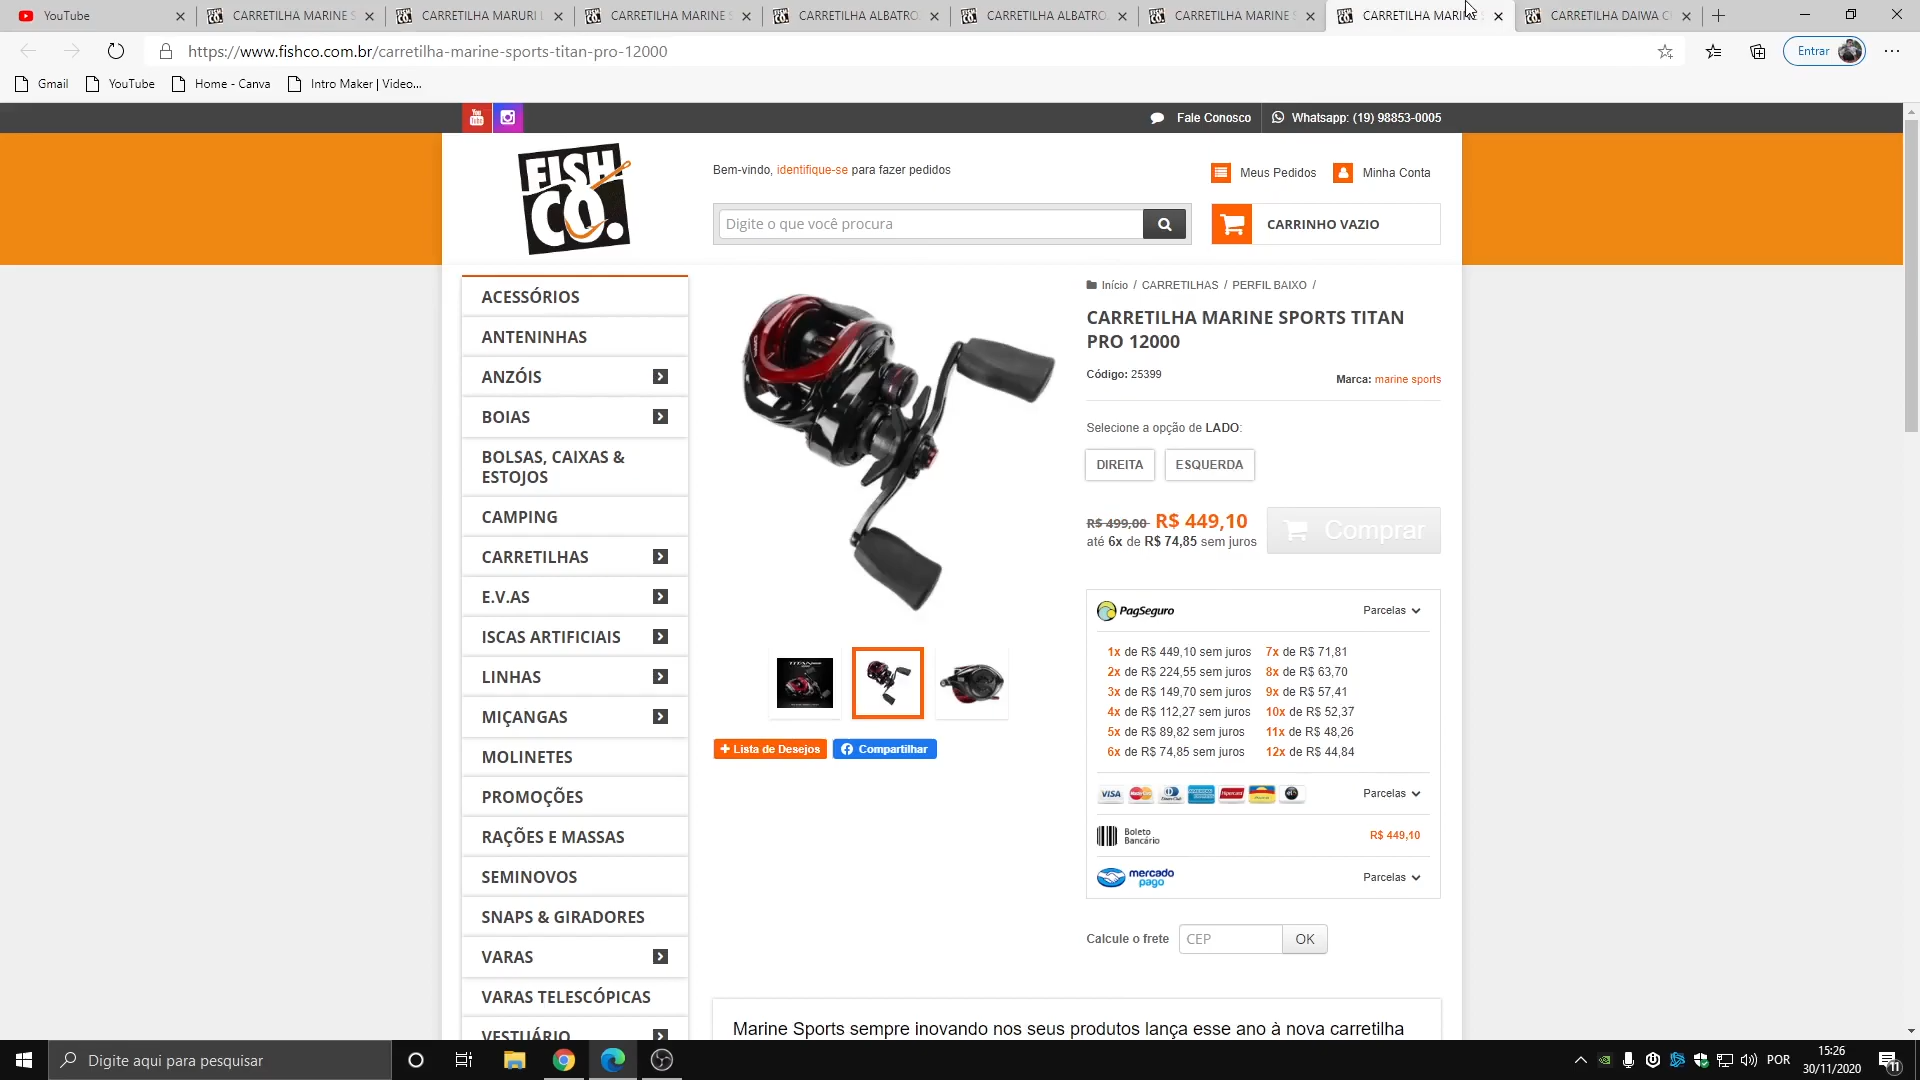 YouTube
CARRETILHA MARINE S
CARRETILHA MARURI
CARRETILHA MARINE S
CARRETILHA ALBATRO
CARRETILHA ALBATRO
CARRETILHA MARINE S
CARRETILHA MARINE
CARRETILHA DAIWA C
https://www.fishco.com.br/carretilha-marine-sports-titan-pro-12000
Entrar
Gmail
YouTube
Home - Canva
Intro Maker | Video...
Fale Conosco
Whatsapp: (19) 98853-0005
FISH
CO.
Bem-vindo, identifique-se para fazer pedidos
Meus Pedidos
Minha Conta
Digite o que você procura
CARRINHO VAZIO
ACESSÓRIOS
ANTENINHAS
ANZÓIS
BOIAS
BOLSAS, CAIXAS &
ESTOJOS
CAMPING
CARRETILHAS
E.V.AS
ISCAS ARTIFICIAIS
LINHAS
MIÇANGAS
MOLINETES
PROMOÇÕES
RAÇÕES E MASSAS
SEMINOVOS
SNAPS & GIRADORES
VARAS
VARAS TELESCÓPICAS
VESTUÁRIO
+ Lista de Desejos
Compartilhar
Início / CARRETILHAS / PERFIL BAIXO /
CARRETILHA MARINE SPORTS TITAN
PRO 12000
Código: 25399
Marca: marine sports
Selecione a opção de LADO:
DIREITA
ESQUERDA
R$ 499,00 R$ 449,10
até 6x de R$ 74,85 sem juros
Comprar
PagSeguro
Parcelas
1x de R$ 449,10 sem juros 7x de R$ 71,81
2x de R$ 224,55 sem juros 8x de R$ 63,70
3x de R$ 149,70 sem juros 9x de R$ 57,41
4x de R$ 112,27 sem juros 10x de R$ 52,37
5x de R$ 89,82 sem juros 11x de R$ 48,26
6x de R$ 74,85 sem juros 12x de R$ 44,84
VISA
Parcelas
Boleto
Bancário
R$ 449,10
mercado
pago
Parcelas
Calcule o frete
CEP
OK
Marine Sports sempre inovando nos seus produtos lança esse ano à nova carretilha
Digite aqui para pesquisar
POR
15:26
30/11/2020
11